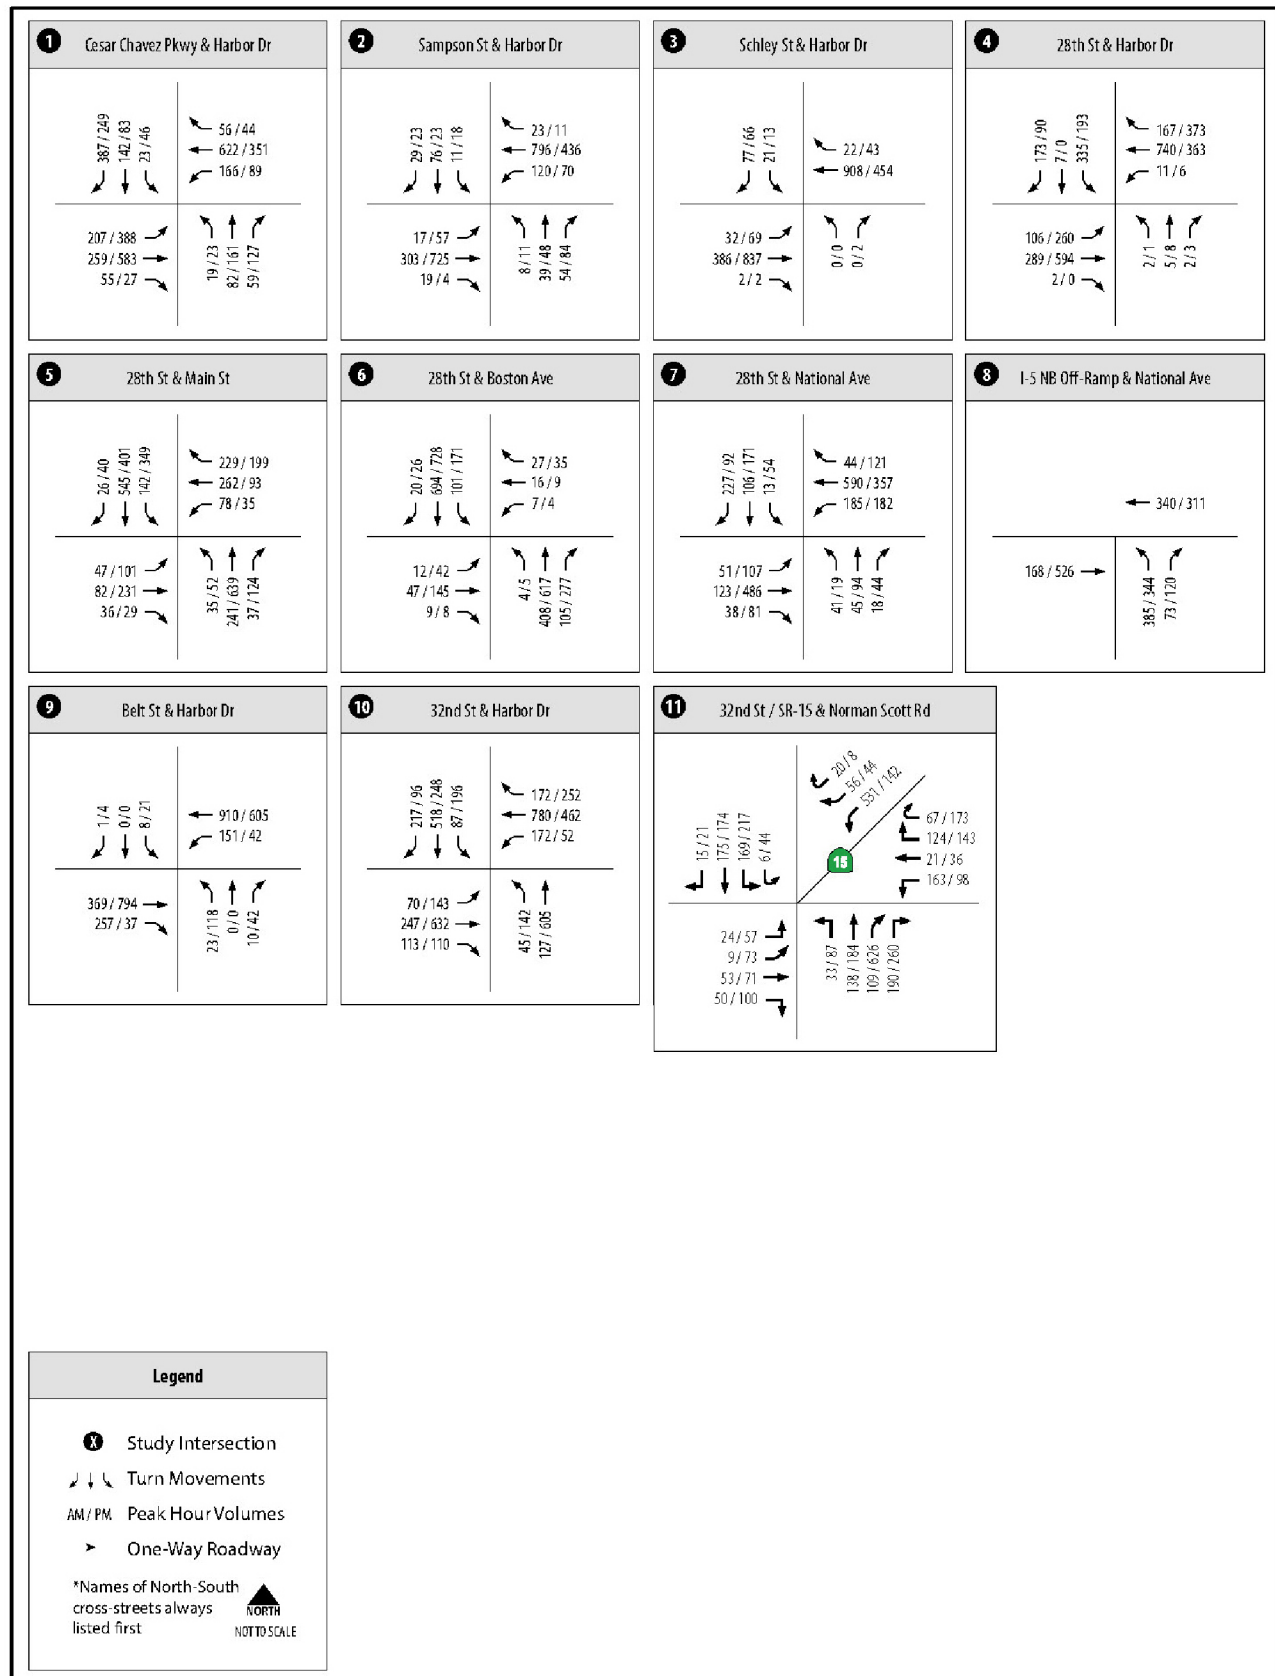 1 Cesar Chavez Pkwy & Harbor Dr
387 / 249
142 / 83
23 / 46
56 / 44
622 / 351
166 / 89
207 / 388
259 / 583
55 / 27
19 / 23
82 / 161
59 / 127
2 Sampson St & Harbor Dr
29 / 23
76 / 23
11 / 18
23 / 11
796 / 436
120 / 70
17 / 57
303 / 725
19 / 4
8 / 11
39 / 48
54 / 84
3 Schley St & Harbor Dr
77 / 66
21 / 13
22 / 43
908 / 454
32 / 69
386 / 837
2 / 2
0 / 0
0 / 2
4 28th St & Harbor Dr
173 / 90
7 / 0
335 / 193
167 / 373
740 / 363
11 / 6
106 / 260
289 / 594
2 / 0
2 / 1
5 / 8
2 / 3
5 28th St & Main St
26 / 40
545 / 401
142 / 349
229 / 199
262 / 93
78 / 35
47 / 101
82 / 231
36 / 29
35 / 52
241 / 639
37 / 124
6 28th St & Boston Ave
20 / 26
694 / 728
101 / 171
27 / 35
16 / 9
7 / 4
12 / 42
47 / 145
9 / 8
4 / 5
408 / 617
105 / 277
7 28th St & National Ave
227 / 92
106 / 171
13 / 54
44 / 121
590 / 357
185 / 182
51 / 107
123 / 486
38 / 81
41 / 19
45 / 94
18 / 44
8 I-5 NB Off-Ramp & National Ave
340 / 311
168 / 526
385 / 344
73 / 120
9 Belt St & Harbor Dr
1 / 4
0 / 0
8 / 21
910 / 605
151 / 42
369 / 794
257 / 37
23 / 118
0 / 0
10 / 42
10 32nd St & Harbor Dr
217 / 96
518 / 248
87 / 196
172 / 252
780 / 462
172 / 52
70 / 143
247 / 632
113 / 110
45 / 142
127 / 605
11 32nd St / SR-15 & Norman Scott Rd
15 / 21
175 / 174
169 / 217
6 / 44
20 / 8
56 / 44
531 / 142
15
67 / 173
124 / 143
21 / 36
163 / 98
24 / 57
9 / 73
53 / 71
50 / 100
33 / 87
138 / 184
109 / 626
190 / 260
Legend
X Study Intersection
Turn Movements
AM / PM Peak Hour Volumes
One-Way Roadway
*Names of North-South
cross-streets always
listed first
NORTH
NOT TO SCALE